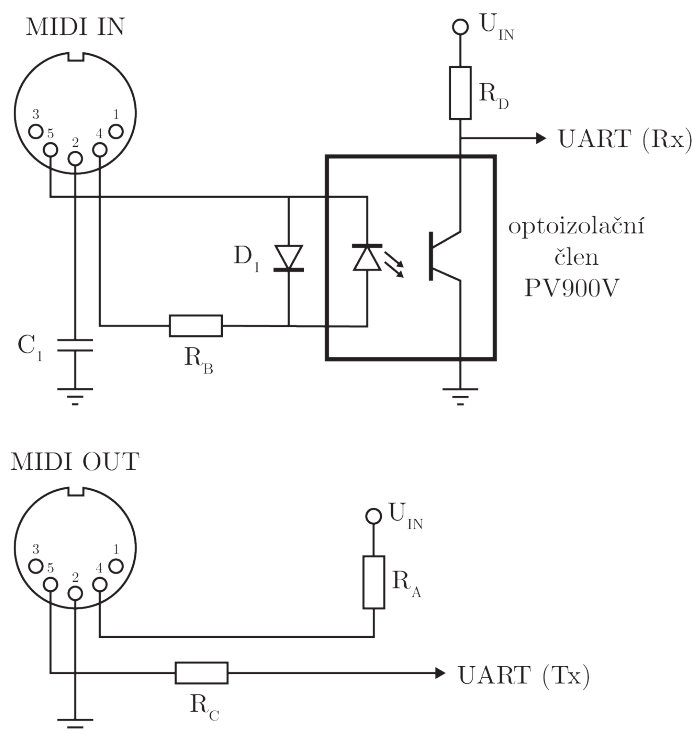 MIDI IN
3
1
5
2
4
U_IN
R_D
UART (Rx)
optoizolační
člen
PV900V
D_1
R_B
C_1
MIDI OUT
3
1
5
2
4
U_IN
R_A
UART (Tx)
R_C